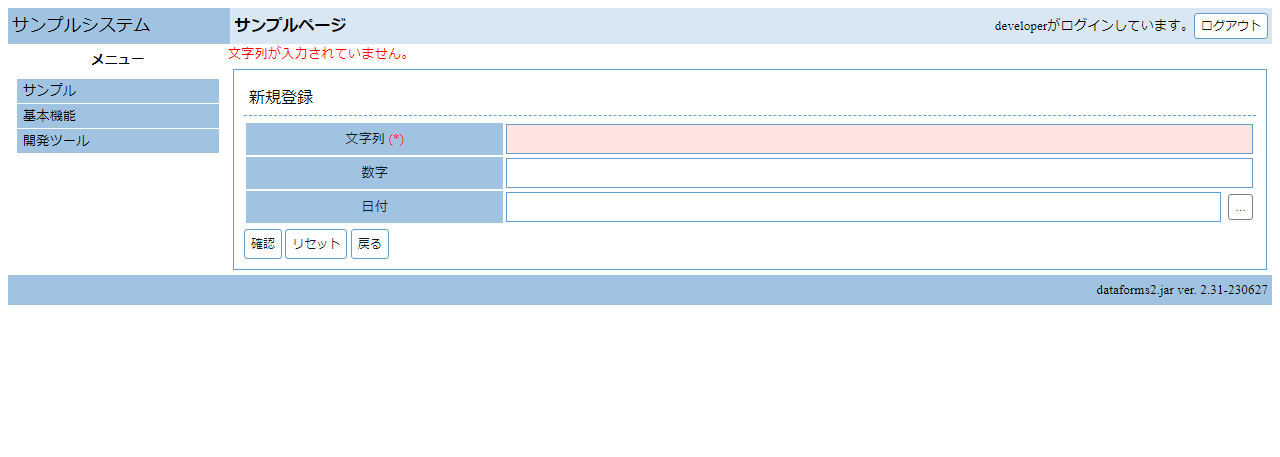 サンプルシステム
サンプルページ
developerがログインしています。 ログアウト
メニュー
サンプル
基本機能
開発ツール
文字列が入力されていません。
新規登録
文字列 (*)
数字
日付 ...
確認 リセット 戻る
dataforms2.jar ver. 2.31-230627